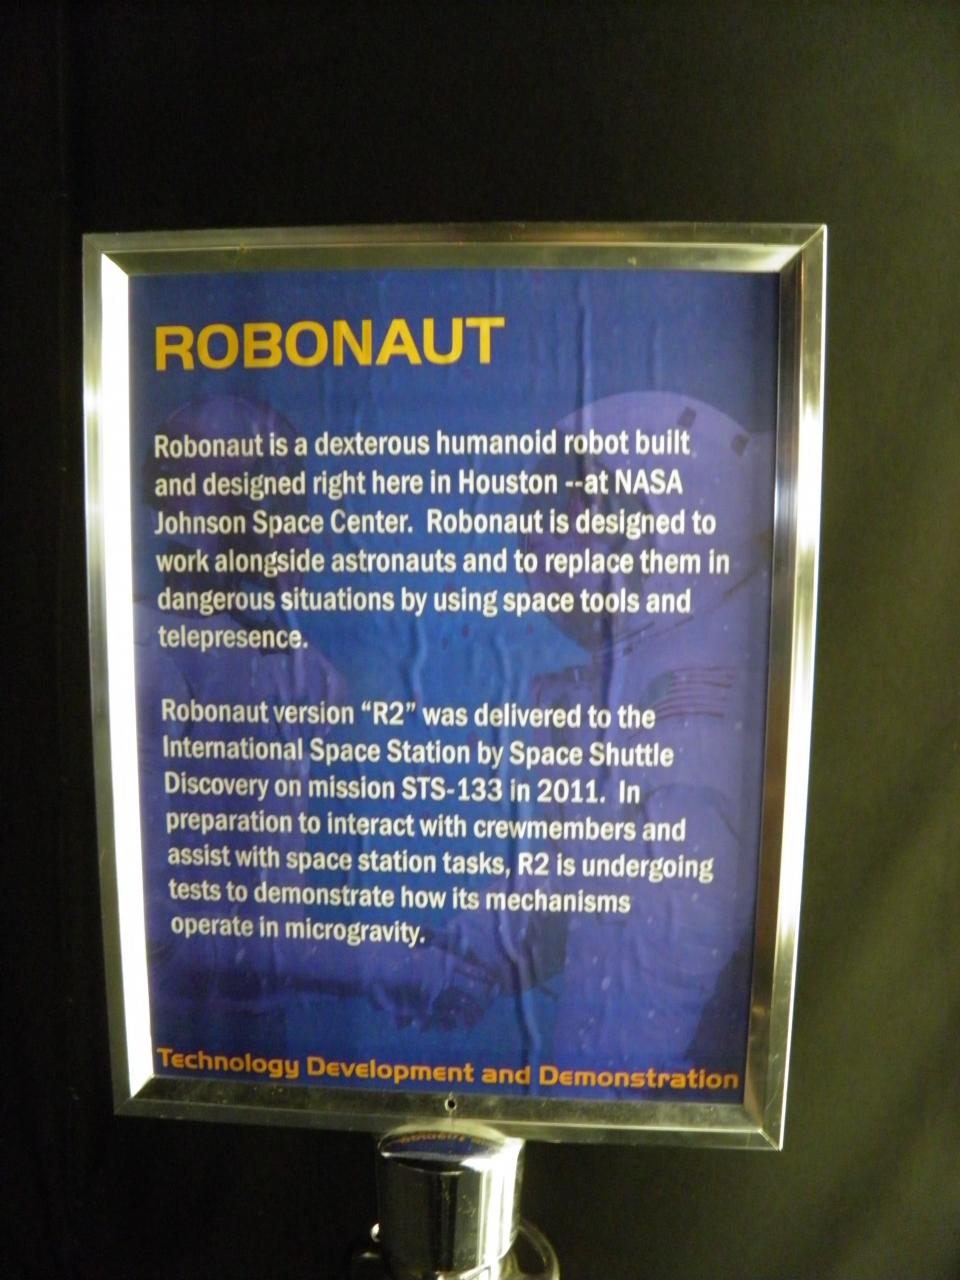 ROBONAUT
Robonaut is a dexterous humanoid robot built
and designed right here in Houston --at NASA
Johnson Space Center. Robonaut is designed to
work alongside astronauts and to replace them in
dangerous situations by using space tools and
telepresence.
Robonaut version “R2” was delivered to the
International Space Station by Space Shuttle
Discovery on mission STS-133 in 2011. In
preparation to interact with crewmembers and
assist with space station tasks, R2 is undergoing
tests to demonstrate how its mechanisms
operate in microgravity.
Technology Development and Demonstration